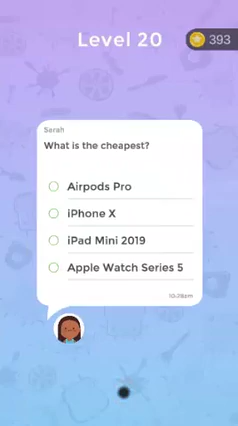 Level 20
393
Sarah
What is the cheapest?
Airpods Pro
iPhone X
iPad Mini 2019
Apple Watch Series 5
10:28pm